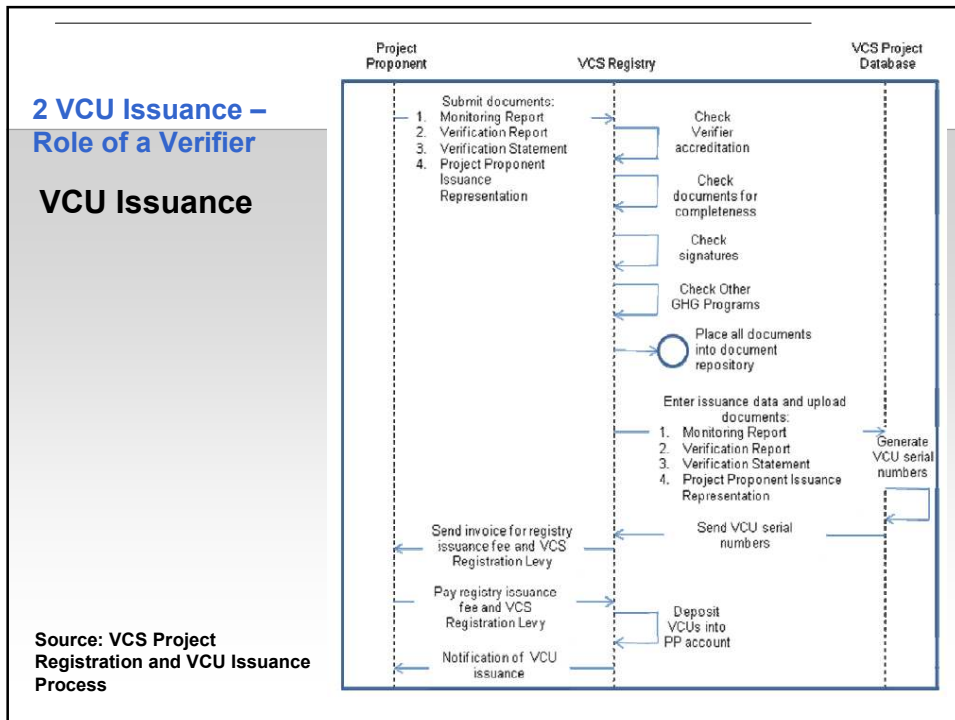 2 VCU Issuance –
Role of a Verifier
VCU Issuance
Source: VCS Project
Registration and VCU Issuance
Process
Project
Proponent
VCS Registry
VCS Project
Database
Submit documents:
1. Monitoring Report
2. Verification Report
3. Verification Statement
4. Project Proponent
Issuance
Representation
Check
Verifier
accreditation
Check
documents for
completeness
Check
signatures
Check Other
GHG Programs
Place all documents
into document
repository
Enter issuance data and upload
documents:
1. Monitoring Report
2. Verification Report
3. Verification Statement
4. Project Proponent Issuance
Representation
Generate
VCU serial
numbers
Send VCU serial
numbers
Send invoice for registry
issuance fee and VCS
Registration Levy
Pay registry issuance
fee and VCS
Registration Levy
Deposit
VCUs into
PP account
Notification of VCU
issuance